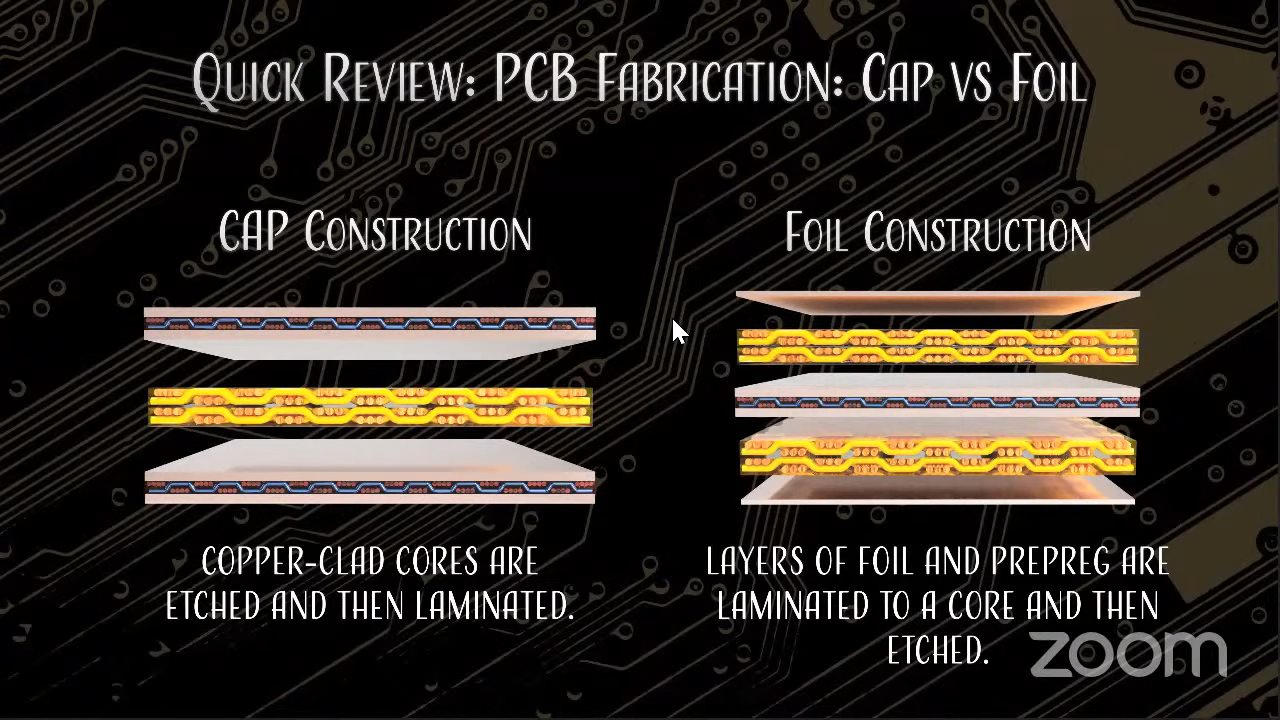 Quick Review: PCB Fabrication: Cap vs Foil
CAP Construction
Foil Construction
COPPER-CLAD CORES ARE
ETCHED AND THEN LAMINATED.
LAYERS OF FOIL AND PREPREG ARE
LAMINATED TO A CORE AND THEN
ETCHED.
zoom